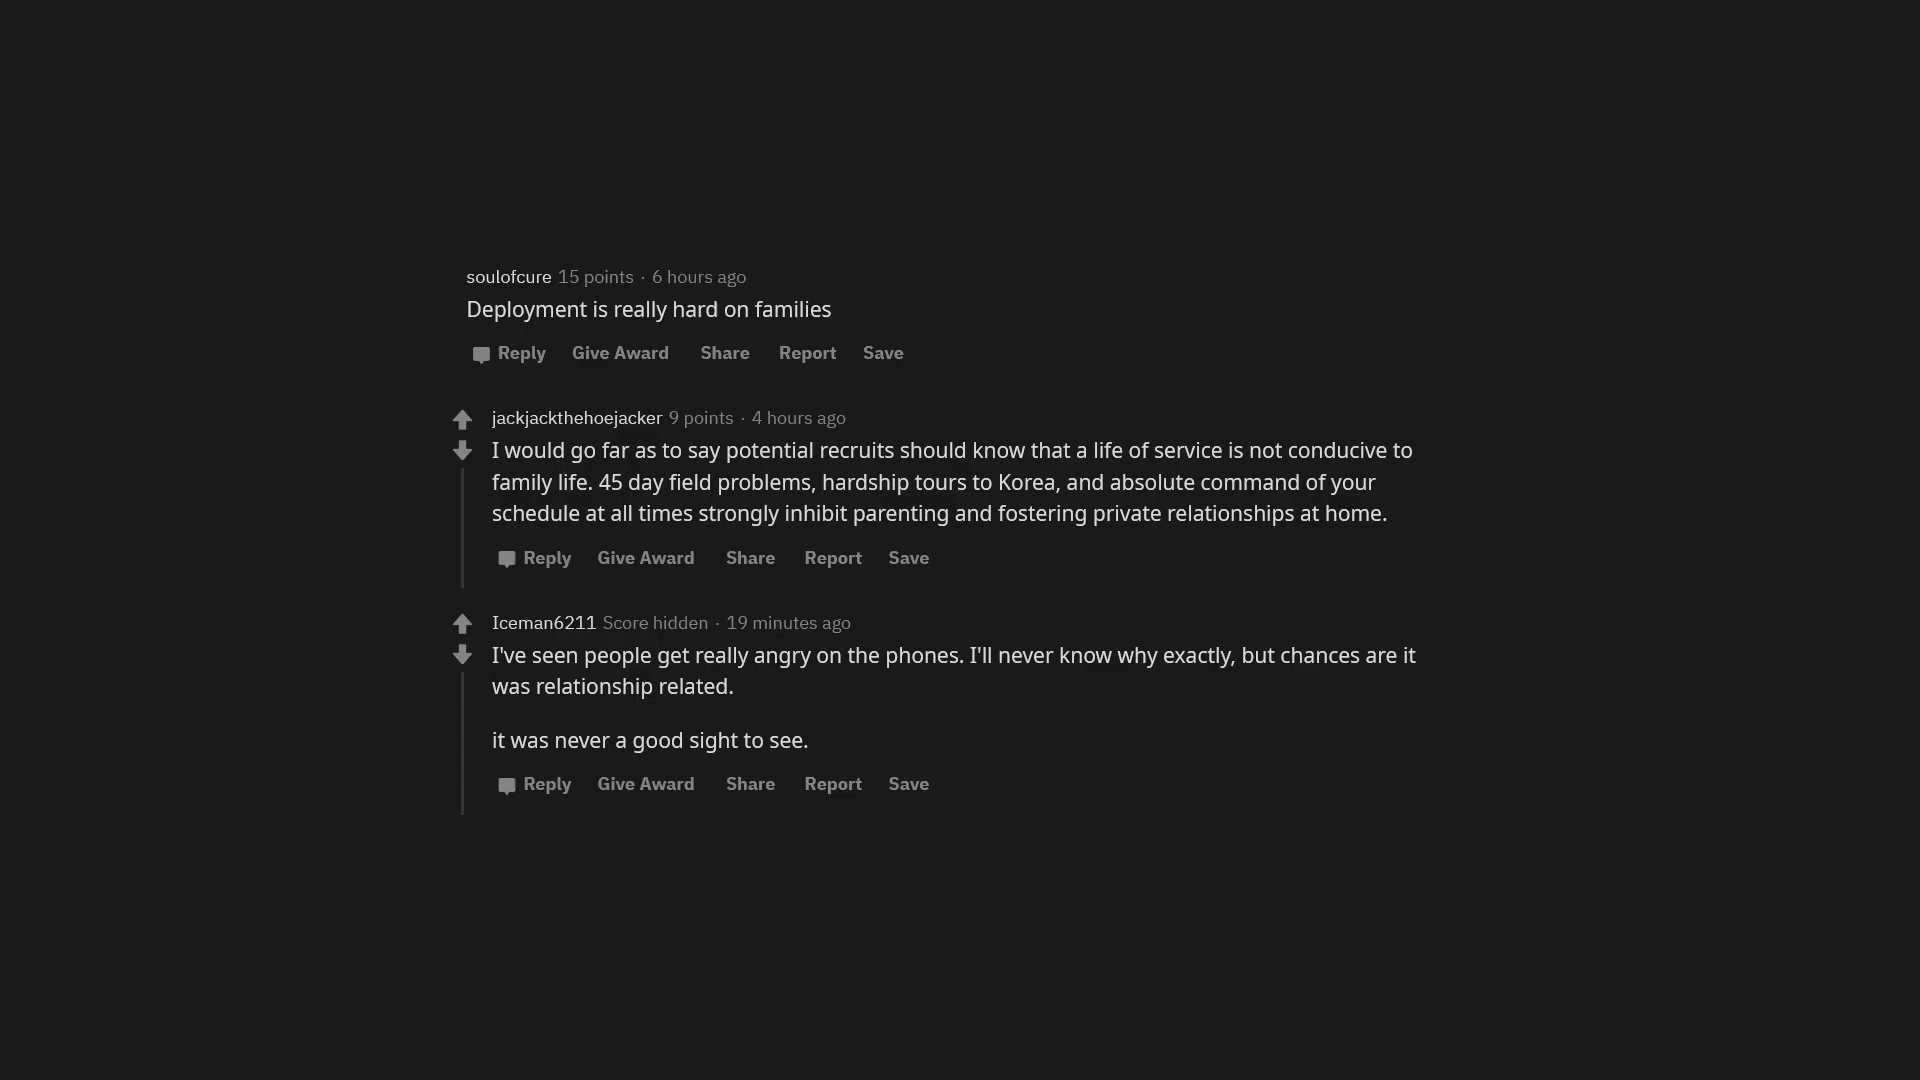 soulofcure 15 points · 6 hours ago
Deployment is really hard on families
Reply Give Award Share Report Save
jackjackthehoejacker 9 points · 4 hours ago
I would go far as to say potential recruits should know that a life of service is not conducive to
family life. 45 day field problems, hardship tours to Korea, and absolute command of your
schedule at all times strongly inhibit parenting and fostering private relationships at home.
Reply Give Award Share Report Save
Iceman6211 Score hidden · 19 minutes ago
I've seen people get really angry on the phones. I'll never know why exactly, but chances are it
was relationship related.
it was never a good sight to see.
Reply Give Award Share Report Save